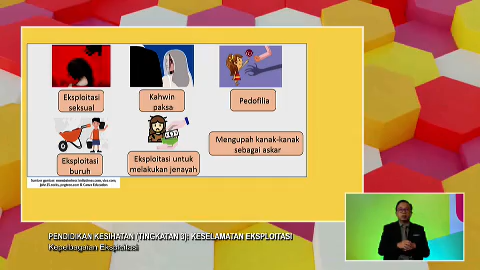 Eksploitasi
seksual
Kahwin
paksa
Pedofilia
Eksploitasi
buruh
Eksploitasi untuk
melakukan jenayah
Mengupah kanak-kanak
sebagai askar
PENDIDIKAN KESIHATAN (TINGKATAN 3): KESELAMATAN EKSPLOITASI
Kepelbagaian Eksploitasi